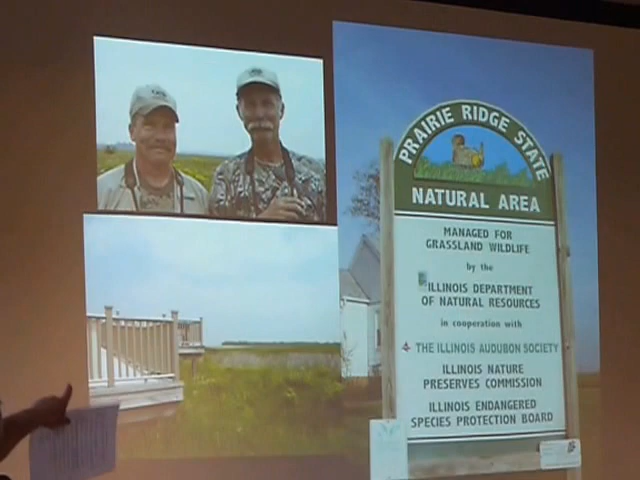 PRAIRIE RIDGE STATE
NATURAL AREA
MANAGED FOR
GRASSLAND WILDLIFE
by the
ILLINOIS DEPARTMENT
OF NATURAL RESOURCES
in cooperation with
THE ILLINOIS AUDUBON SOCIETY
ILLINOIS NATURE
PRESERVES COMMISSION
ILLINOIS ENDANGERED
SPECIES PROTECTION BOARD